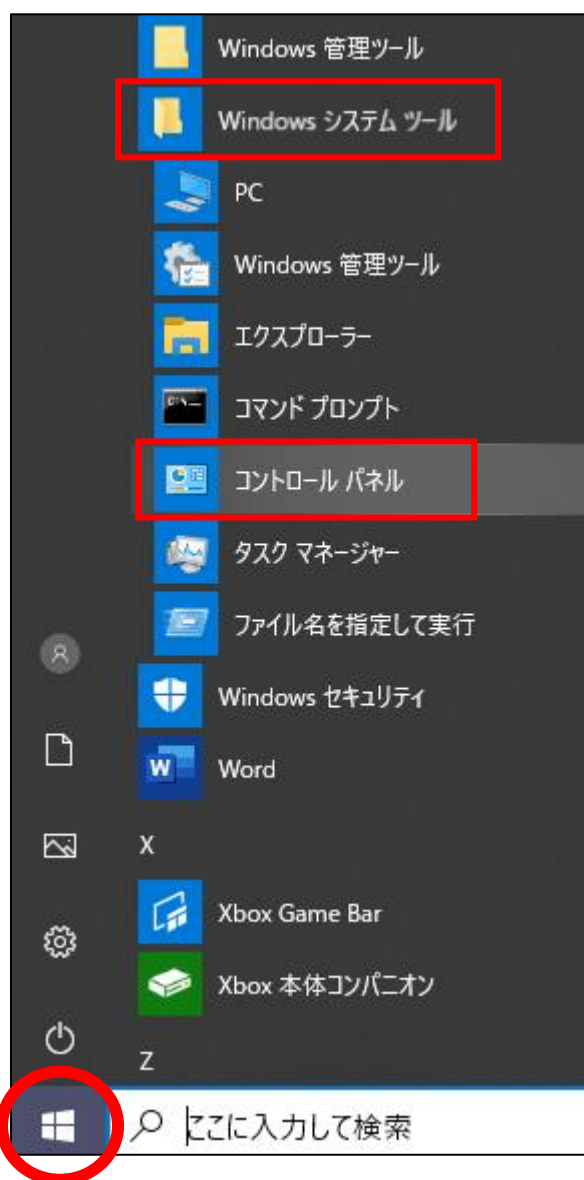 Windows 管理ツール
Windows システム ツール
PC
Windows 管理ツール
エクスプローラー
コマンド プロンプト
コントロール パネル
タスク マネージャー
ファイル名を指定して実行
Windows セキュリティ
Word
X
Xbox Game Bar
Xbox 本体コンパニオン
Z
ここに入力して検索